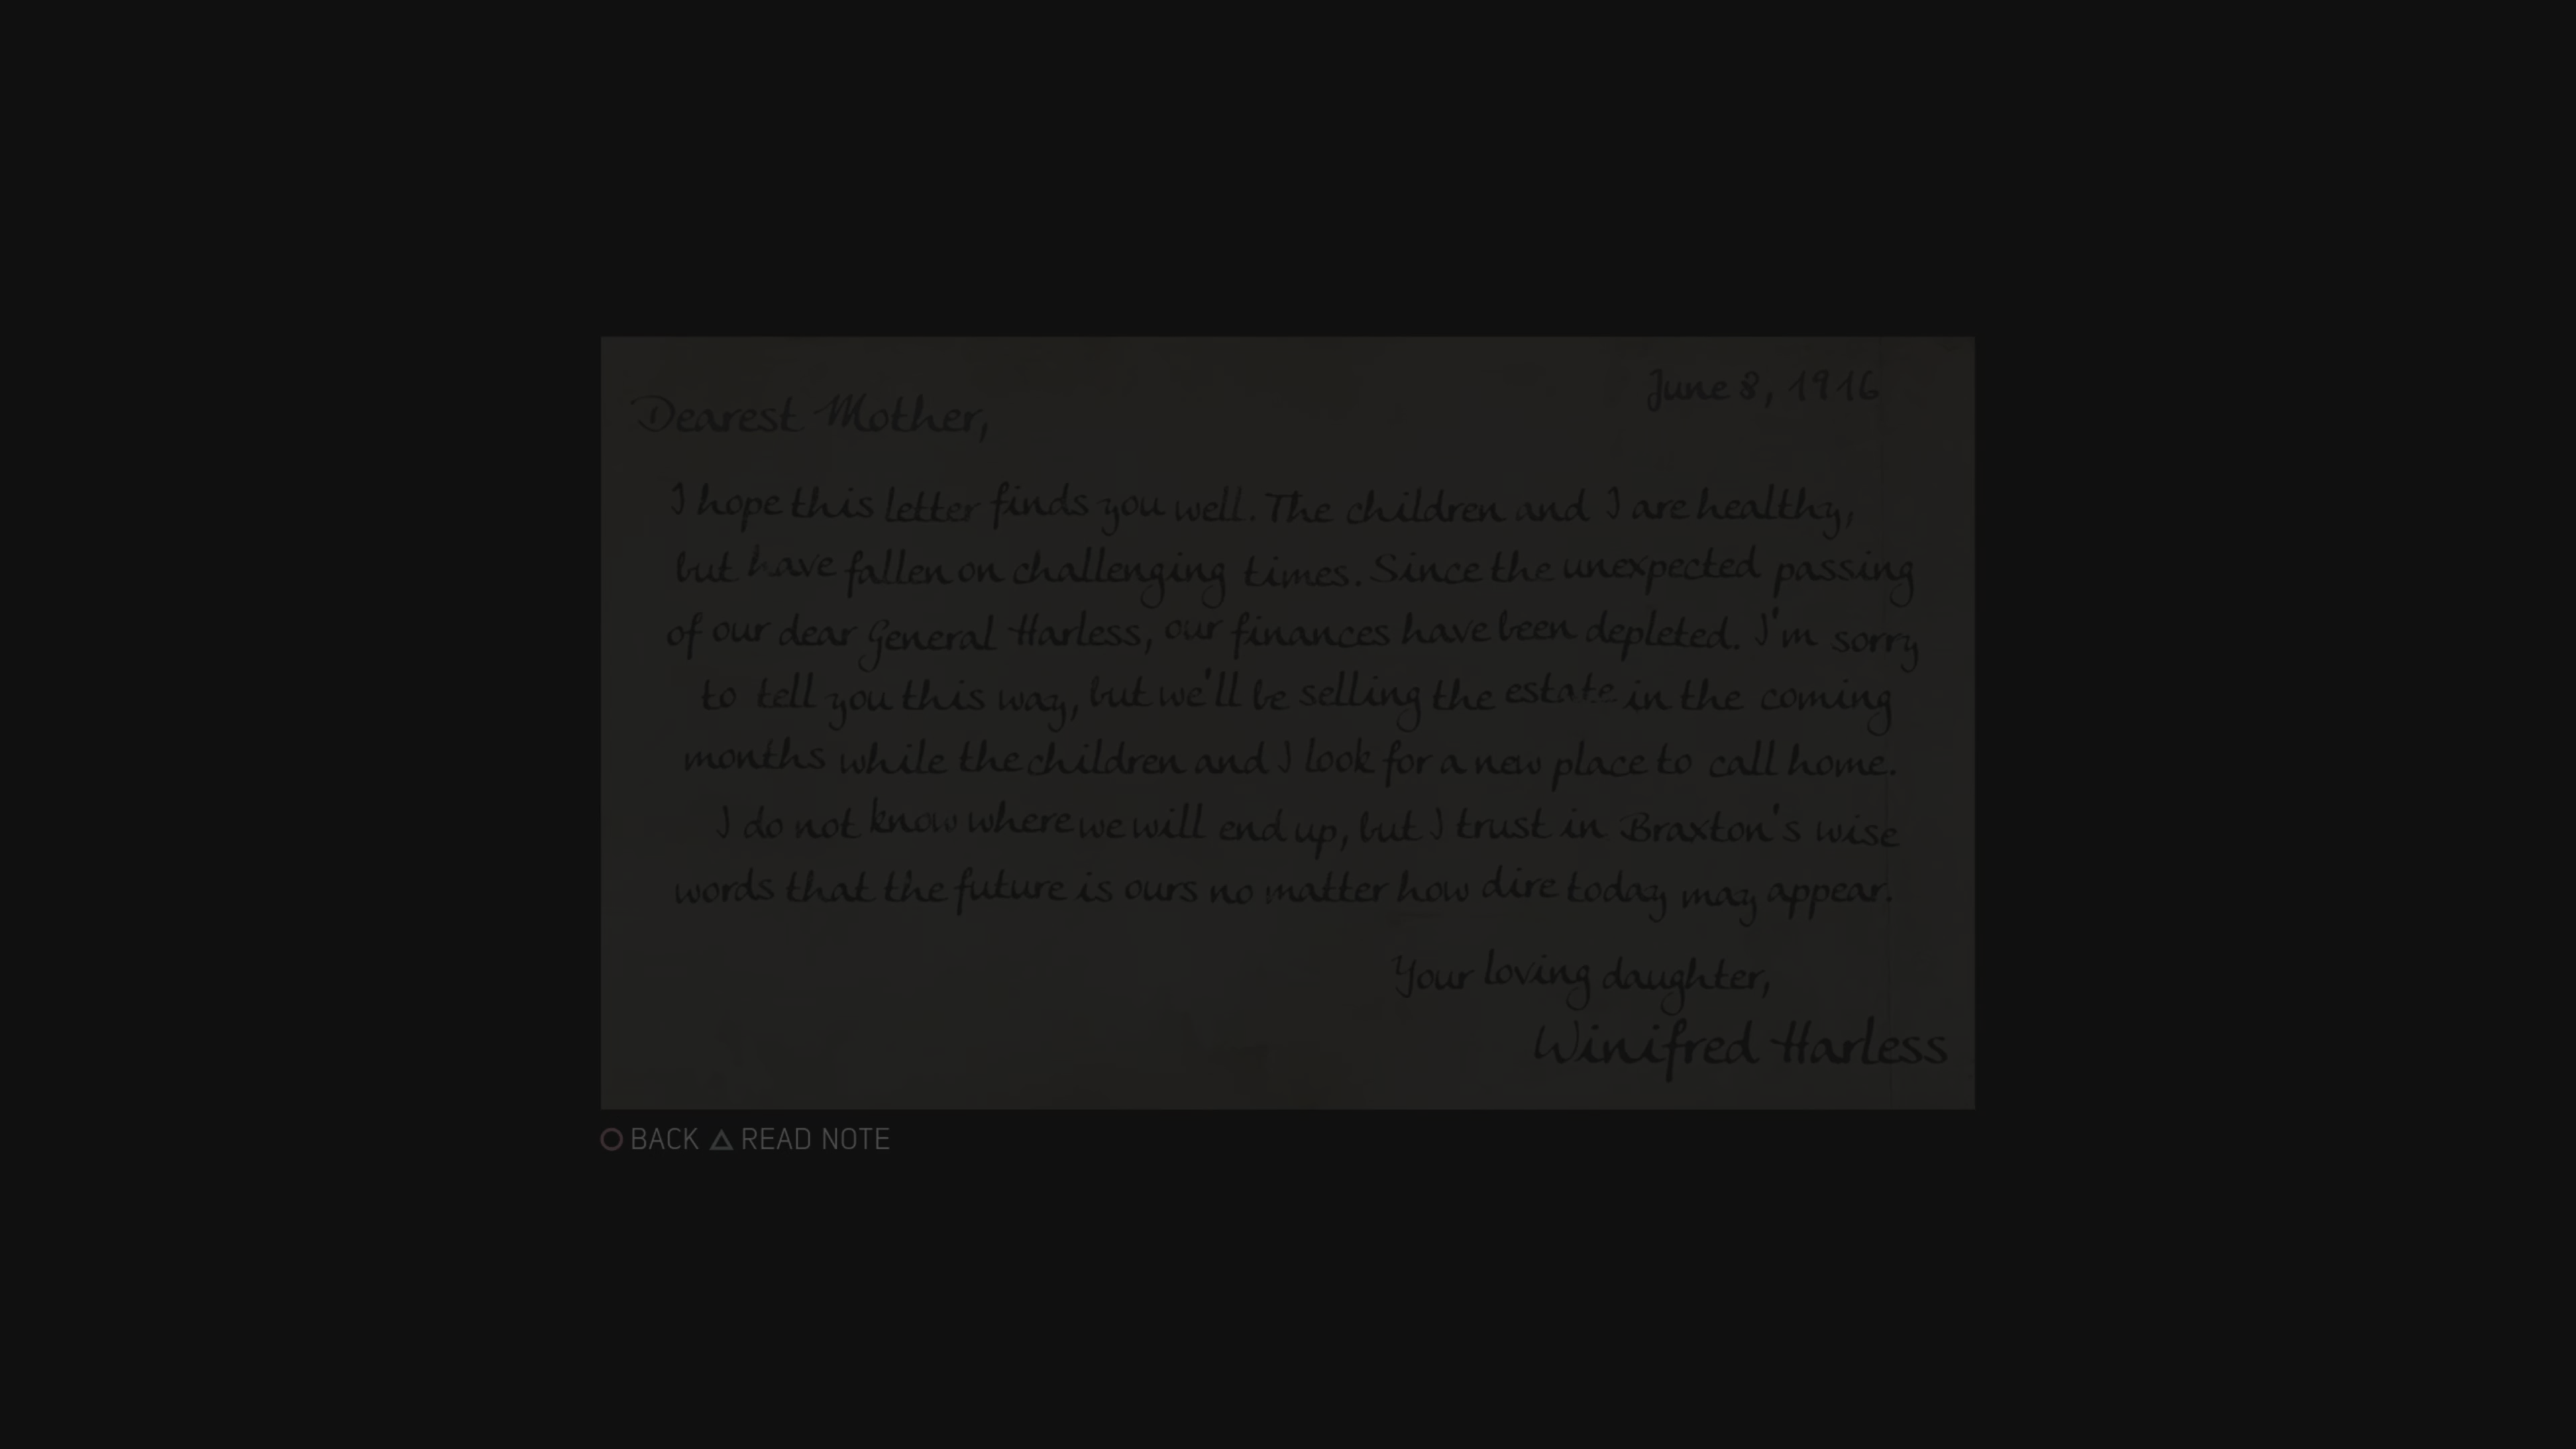 June 8, 1916
Dearest Mother,
I hope this letter finds you well. The children and I are healthy,
but have fallen on challenging times. Since the unexpected passing
of our dear General Harless, our finances have been depleted. I'm sorry
to tell you this way, but we'll be selling the estate in the coming
months while the children and I look for a new place to call home.
I do not know where we will end up, but I trust in Braxton's wise
words that the future is ours no matter how dire today may appear.
Your loving daughter,
Winifred Harless
BACK READ NOTE